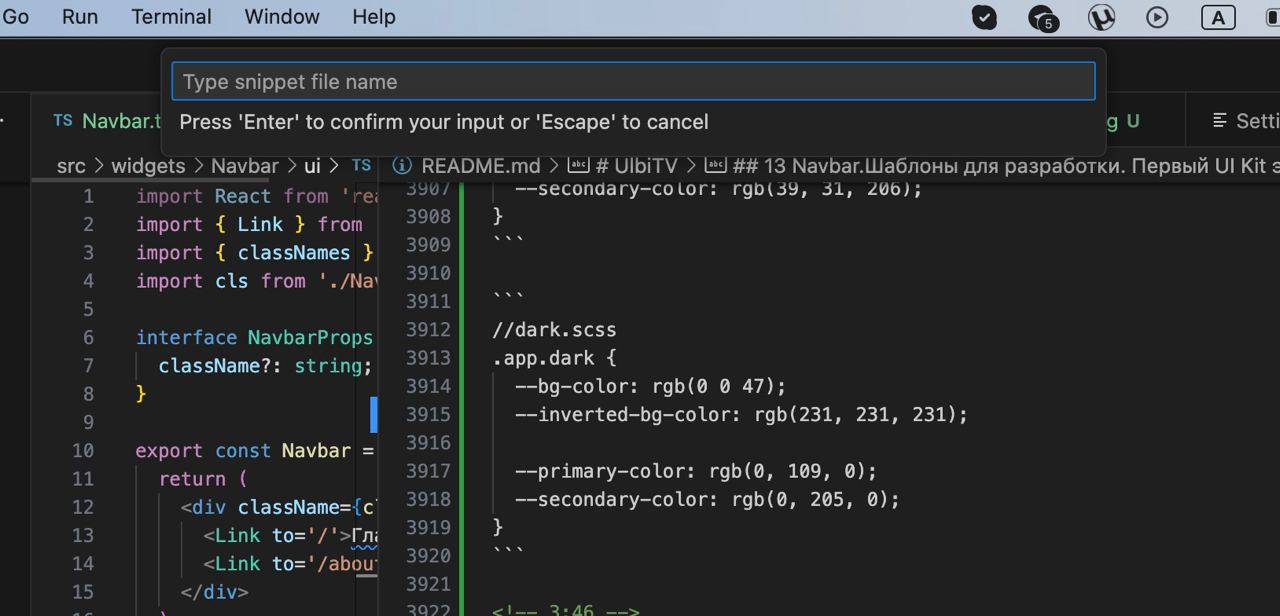 Go Run Terminal Window Help 5 A
Type snippet file name
Press 'Enter' to confirm your input or 'Escape' to cancel
TS Navbar.t
g U
Setti
src > widgets > Navbar > ui > TS
README.md > # UlbiTV > ## 13 Navbar.Шаблоны для разработки. Первый UI Kit э
1 import React from 'rea
2 import { Link } from
3 import { classNames }
4 import cls from './Nav
5
6 interface NavbarProps
7 className?: string;
8 }
9
10 export const Navbar =
11 return (
12 <div className={cl
13 <Link to='/'>Гла
14 <Link to='/about
15 </div>
16 )
3907 --secondary-color: rgb(39, 31, 206);
3908 }
3909 ```
3910
3911 ```
3912 //dark.scss
3913 .app.dark {
3914 --bg-color: rgb(0 0 47);
3915 --inverted-bg-color: rgb(231, 231, 231);
3916
3917 --primary-color: rgb(0, 109, 0);
3918 --secondary-color: rgb(0, 205, 0);
3919 }
3920 ```
3921
3922 <!-- 3:46 -->